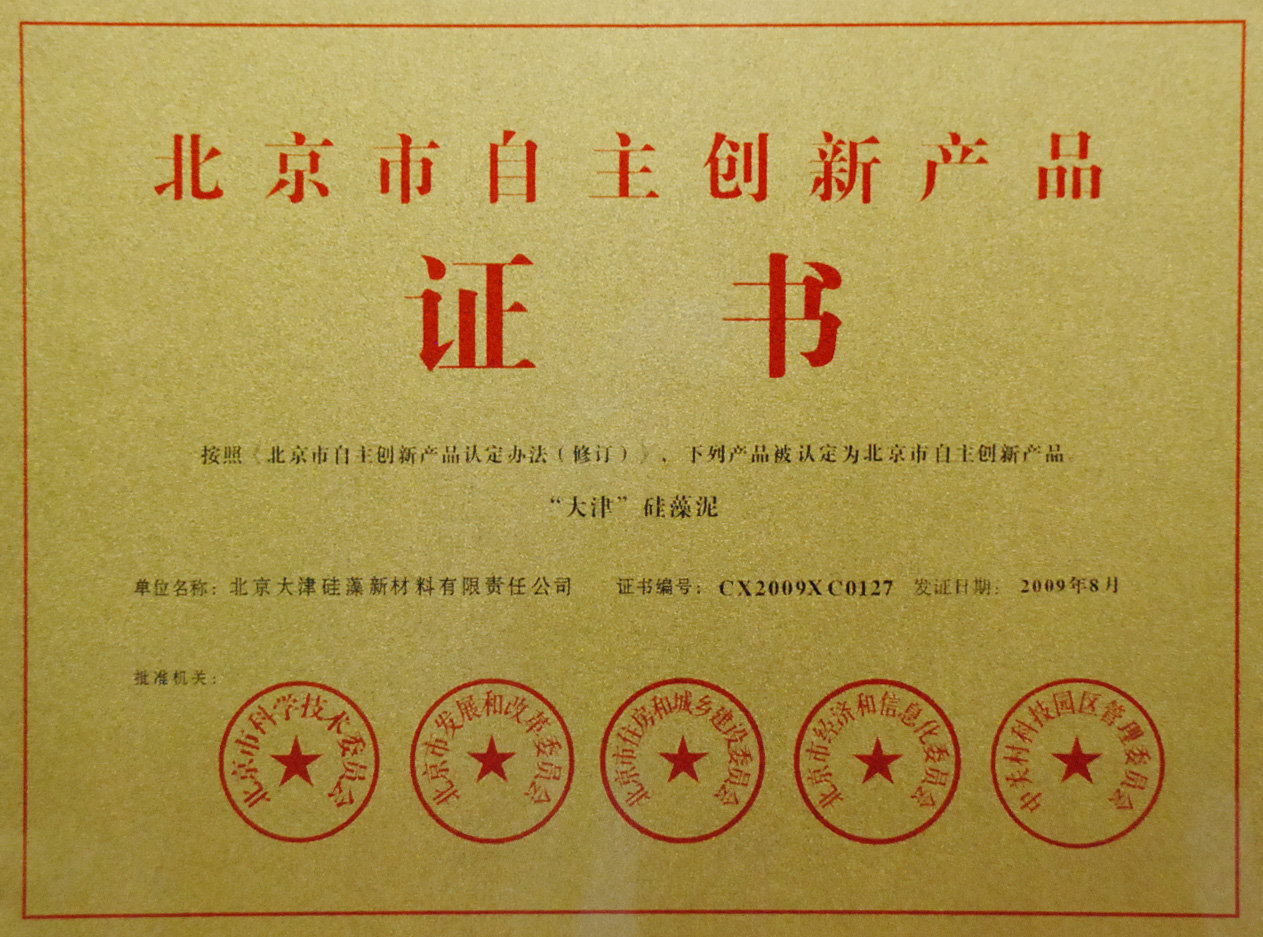 北京市自主创新产品
证书
按照《北京市自主创新产品认定办法(修订)》、下列产品被认定为北京市自主创新产品
“大津”硅藻泥
单位名称:北京大津硅藻新材料有限责任公司 证书编号:CX2009XC0127 发证日期:2009年8月
批准机关:
北京市科学技术委员会
北京市发展和改革委员会
北京市住房和城乡建设委员会
北京市经济和信息化委员会
中关村科技园区管理委员会